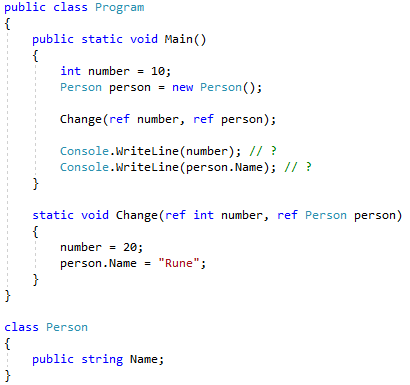 public class Program
{
    public static void Main()
    {
        int number = 10;
        Person person = new Person();

        Change(ref number, ref person);

        Console.WriteLine(number); // ?
        Console.WriteLine(person.Name); // ?
    }

    static void Change(ref int number, ref Person person)
    {
        number = 20;
        person.Name = "Rune";
    }
}

class Person
{
    public string Name;
}